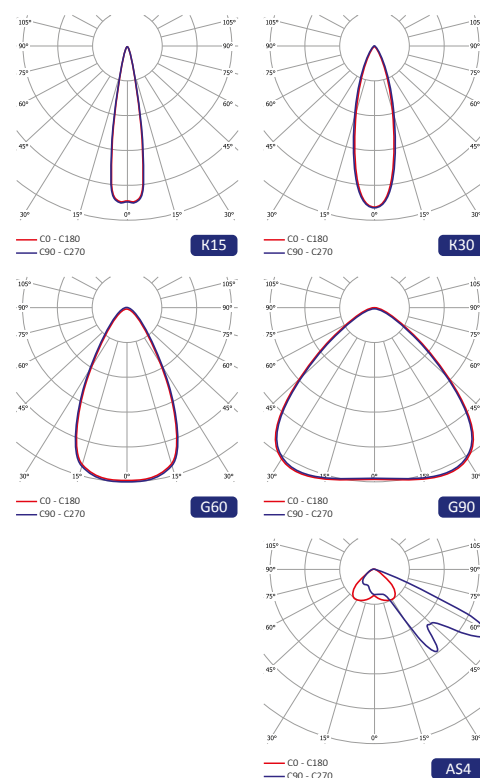 105° 105° 105° 105°
90° 90° 90° 90°
75° 75° 75° 75°
60° 60° 60° 60°
45° 45° 45° 45°
30° 15° 0° 15° 30° 30° 15° 0° 15° 30°
C0 - C180 C0 - C180
C90 - C270 K15 C90 - C270 K30
105° 105° 105° 105°
90° 90° 90° 90°
75° 75° 75° 75°
60° 60° 60° 60°
45° 45° 45° 45°
30° 15° 0° 15° 30° 30° 15° 0° 15° 30°
C0 - C180 C0 - C180
C90 - C270 G60 C90 - C270 G90
105° 105°
90° 90°
75° 75°
60° 60°
45° 45°
30° 15° 0° 15° 30°
C0 - C180
C90 - C270 AS4